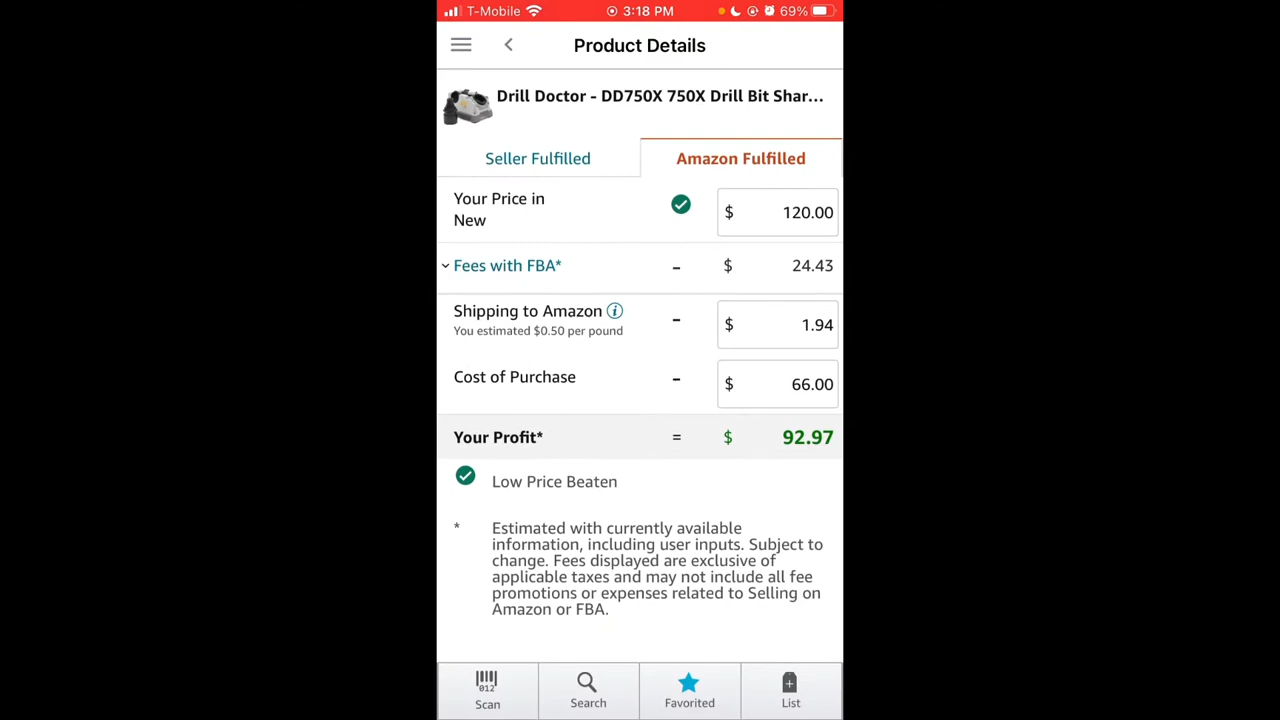 T-Mobile 3:18 PM 69%
Product Details
Drill Doctor - DD750X 750X Drill Bit Shar...
Seller Fulfilled Amazon Fulfilled
Your Price in
New
$ 120.00
Fees with FBA* - $ 24.43
Shipping to Amazon i - $ 1.94
You estimated $0.50 per pound
Cost of Purchase - $ 66.00
Your Profit* = $ 92.97
Low Price Beaten
* Estimated with currently available
information, including user inputs. Subject to
change. Fees displayed are exclusive of
applicable taxes and may not include all fee
promotions or expenses related to Selling on
Amazon or FBA.
012
Scan Search Favorited List